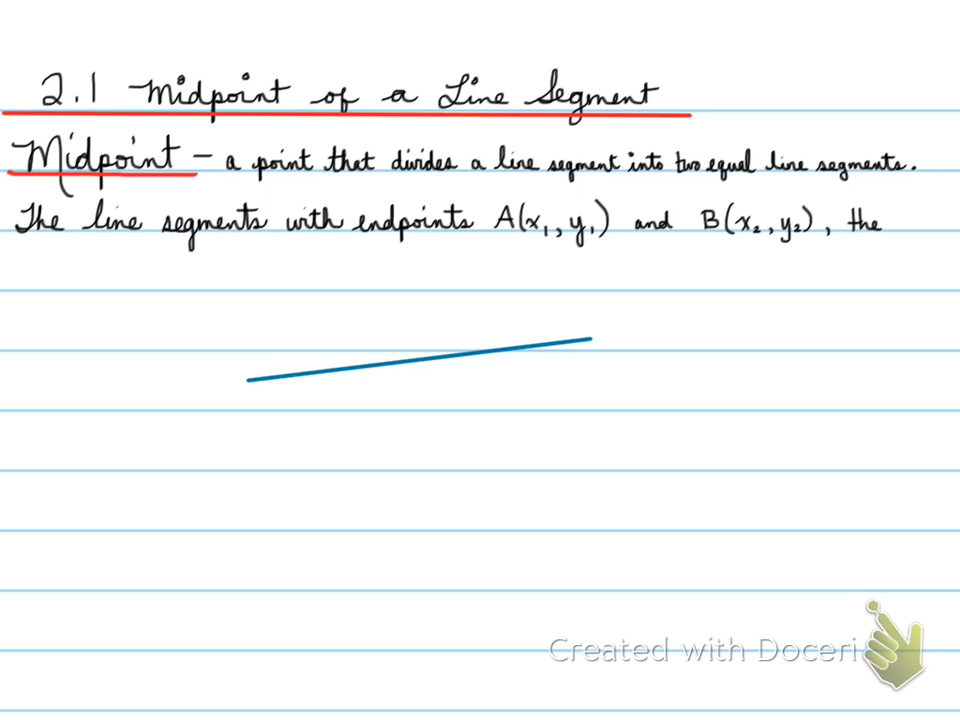 2.1 Midpoint of a Line Segment
Midpoint – a point that divides a line segment into two equal line segments.
The line segments with endpoints A(x₁, y₁) and B(x₂, y₂), the
Created with Doceri